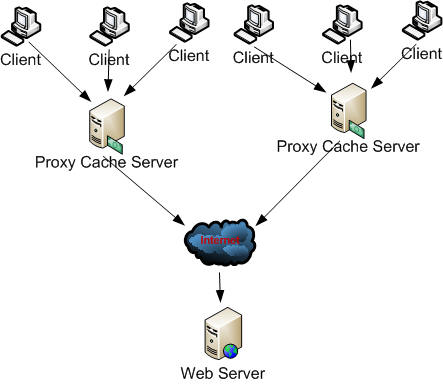 Client
Client
Client
Client
Client
Client
Proxy Cache Server
Proxy Cache Server
Internet
Web Server